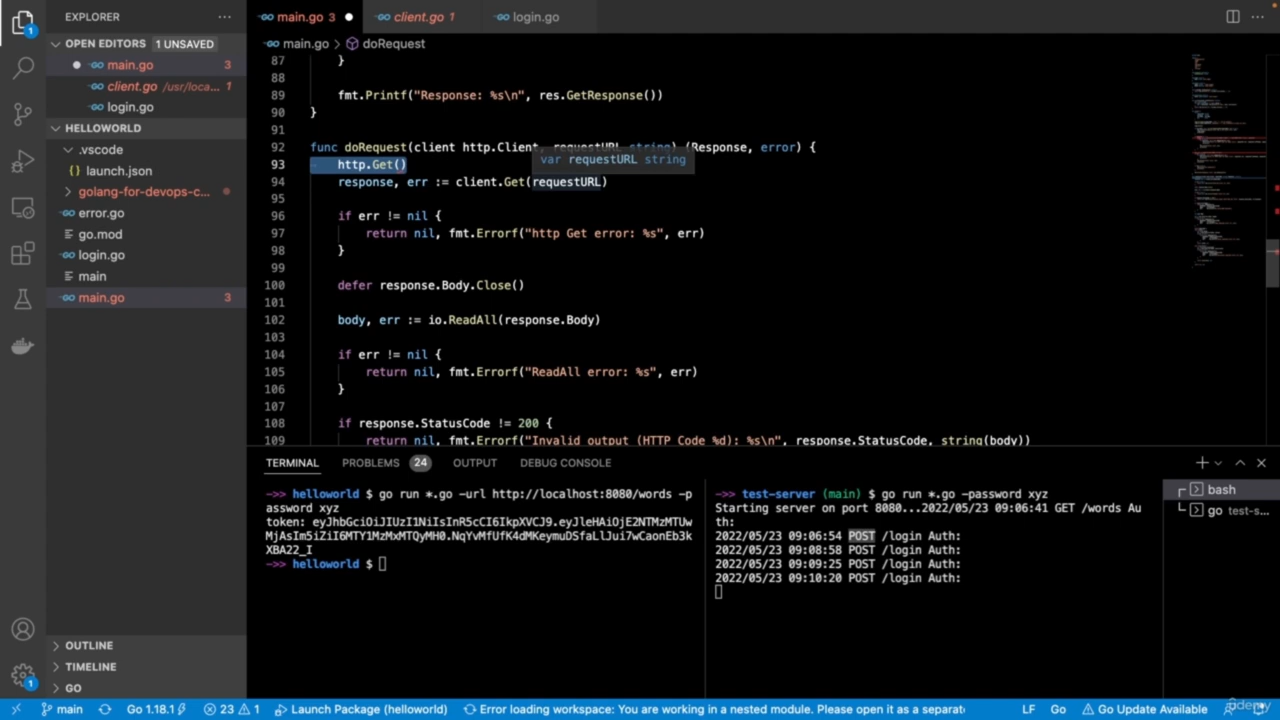 EXPLORER
OPEN EDITORS 1 UNSAVED
main.go 3
client.go /usr/loca... 1
login.go
HELLOWORLD
.vscode
launch.json
golang-for-devops-c...
error.go
go.mod
login.go
main
main.go 3
OUTLINE
TIMELINE
GO
main.go 3 client.go 1 login.go
main.go > doRequest
87 }
88
89 fmt.Printf("Response: %s\n", res.GetResponse())
90 }
91
92 func doRequest(client http.Client, requestURL string) (Response, error) {
var requestURL string
93 http.Get()
94 response, err := client.Get(requestURL)
95
96 if err != nil {
97 return nil, fmt.Errorf("http Get error: %s", err)
98 }
99
100 defer response.Body.Close()
101
102 body, err := io.ReadAll(response.Body)
103
104 if err != nil {
105 return nil, fmt.Errorf("ReadAll error: %s", err)
106 }
107
108 if response.StatusCode != 200 {
109 return nil, fmt.Errorf("Invalid output (HTTP Code %d): %s\n", response.StatusCode, string(body))
TERMINAL PROBLEMS 24 OUTPUT DEBUG CONSOLE
->> helloworld $ go run *.go -url http://localhost:8080/words -p
assword xyz
token: eyJhbGciOiJIUzI1NiIsInR5cCI6IkpXVCJ9.eyJleHAiOjE2NTMzMTUw
MjAsIm5iZiI6MTY1MzMxMTQyMH0.NqYvMfUfK4dMKeymuDSfaLlJui7wCaonEb3k
XBA22_I
->> helloworld $
->> test-server (main) $ go run *.go -password xyz
Starting server on port 8080...2022/05/23 09:06:41 GET /words Au
th:
2022/05/23 09:06:54 POST /login Auth:
2022/05/23 09:08:58 POST /login Auth:
2022/05/23 09:09:25 POST /login Auth:
2022/05/23 09:10:20 POST /login Auth:
bash
go test-s...
1
main Go 1.18.1 23 1 Launch Package (helloworld) Error loading workspace: You are working in a nested module. Please open it as a separat LF Go Go Update Available
udemy